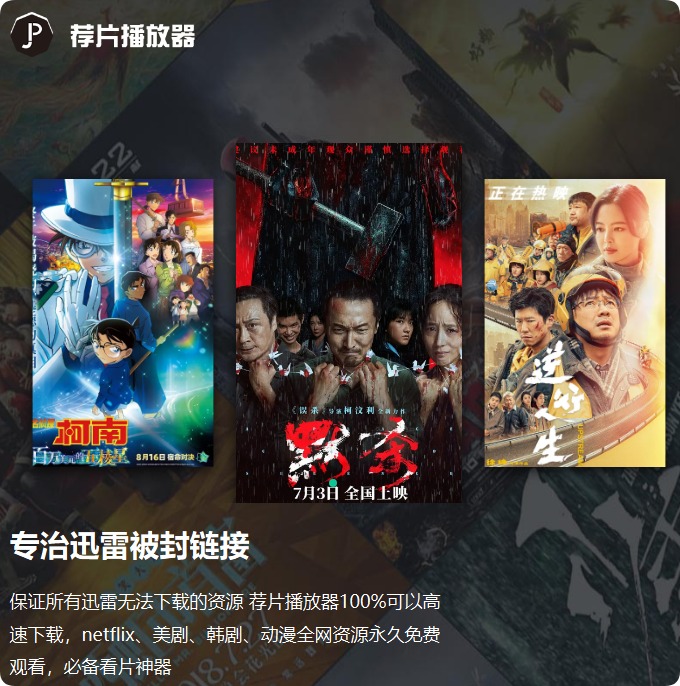 JP 荐片播放器
正在热映
《误杀》导演柯汶利全新力作
默杀
7月3日 全国上映
柯南
百万美元的五棱星
8月16日 宿命对决
逆行人生
UPSTREAM
专治迅雷被封链接
保证所有迅雷无法下载的资源 荐片播放器100%可以高
速下载，netflix、美剧、韩剧、动漫全网资源永久免费
观看，必备看片神器